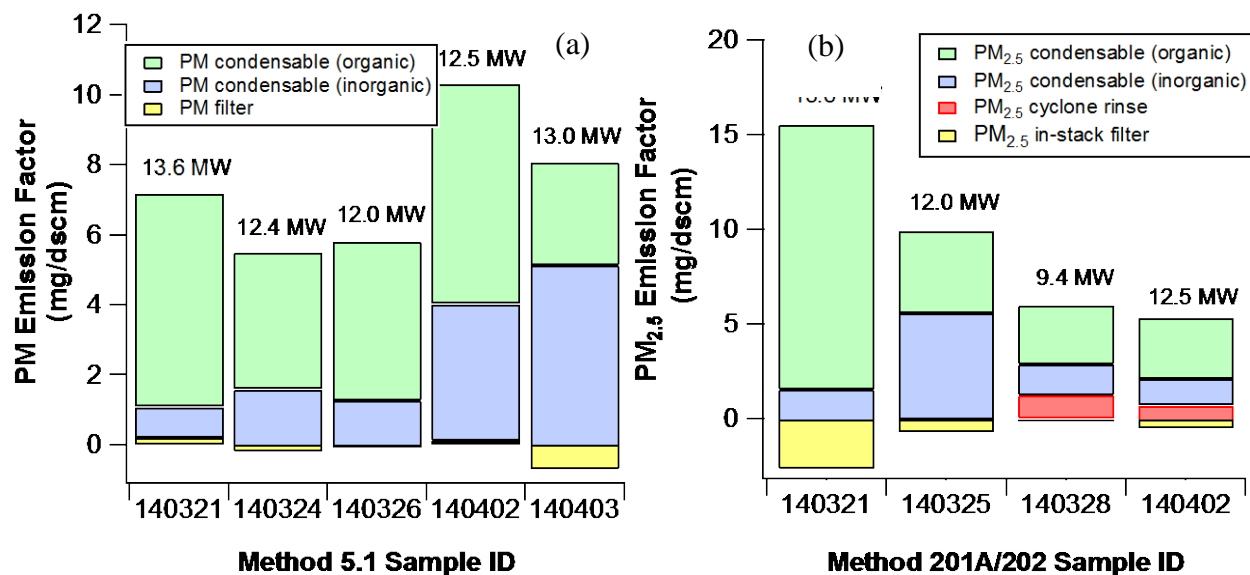 12
10
8
6
4
2
0
PM Emission Factor
(mg/dscm)
PM condensable (organic)
PM condensable (inorganic)
PM filter
(a)
13.6 MW
12.4 MW
12.0 MW
12.5 MW
13.0 MW
140321 140324 140326 140402 140403
Method 5.1 Sample ID
20
15
10
5
0
PM2.5 Emission Factor
(mg/dscm)
(b)
PM2.5 condensable (organic)
PM2.5 condensable (inorganic)
PM2.5 cyclone rinse
PM2.5 in-stack filter
MW
12.0 MW
9.4 MW
12.5 MW
140321 140325 140328 140402
Method 201A/202 Sample ID